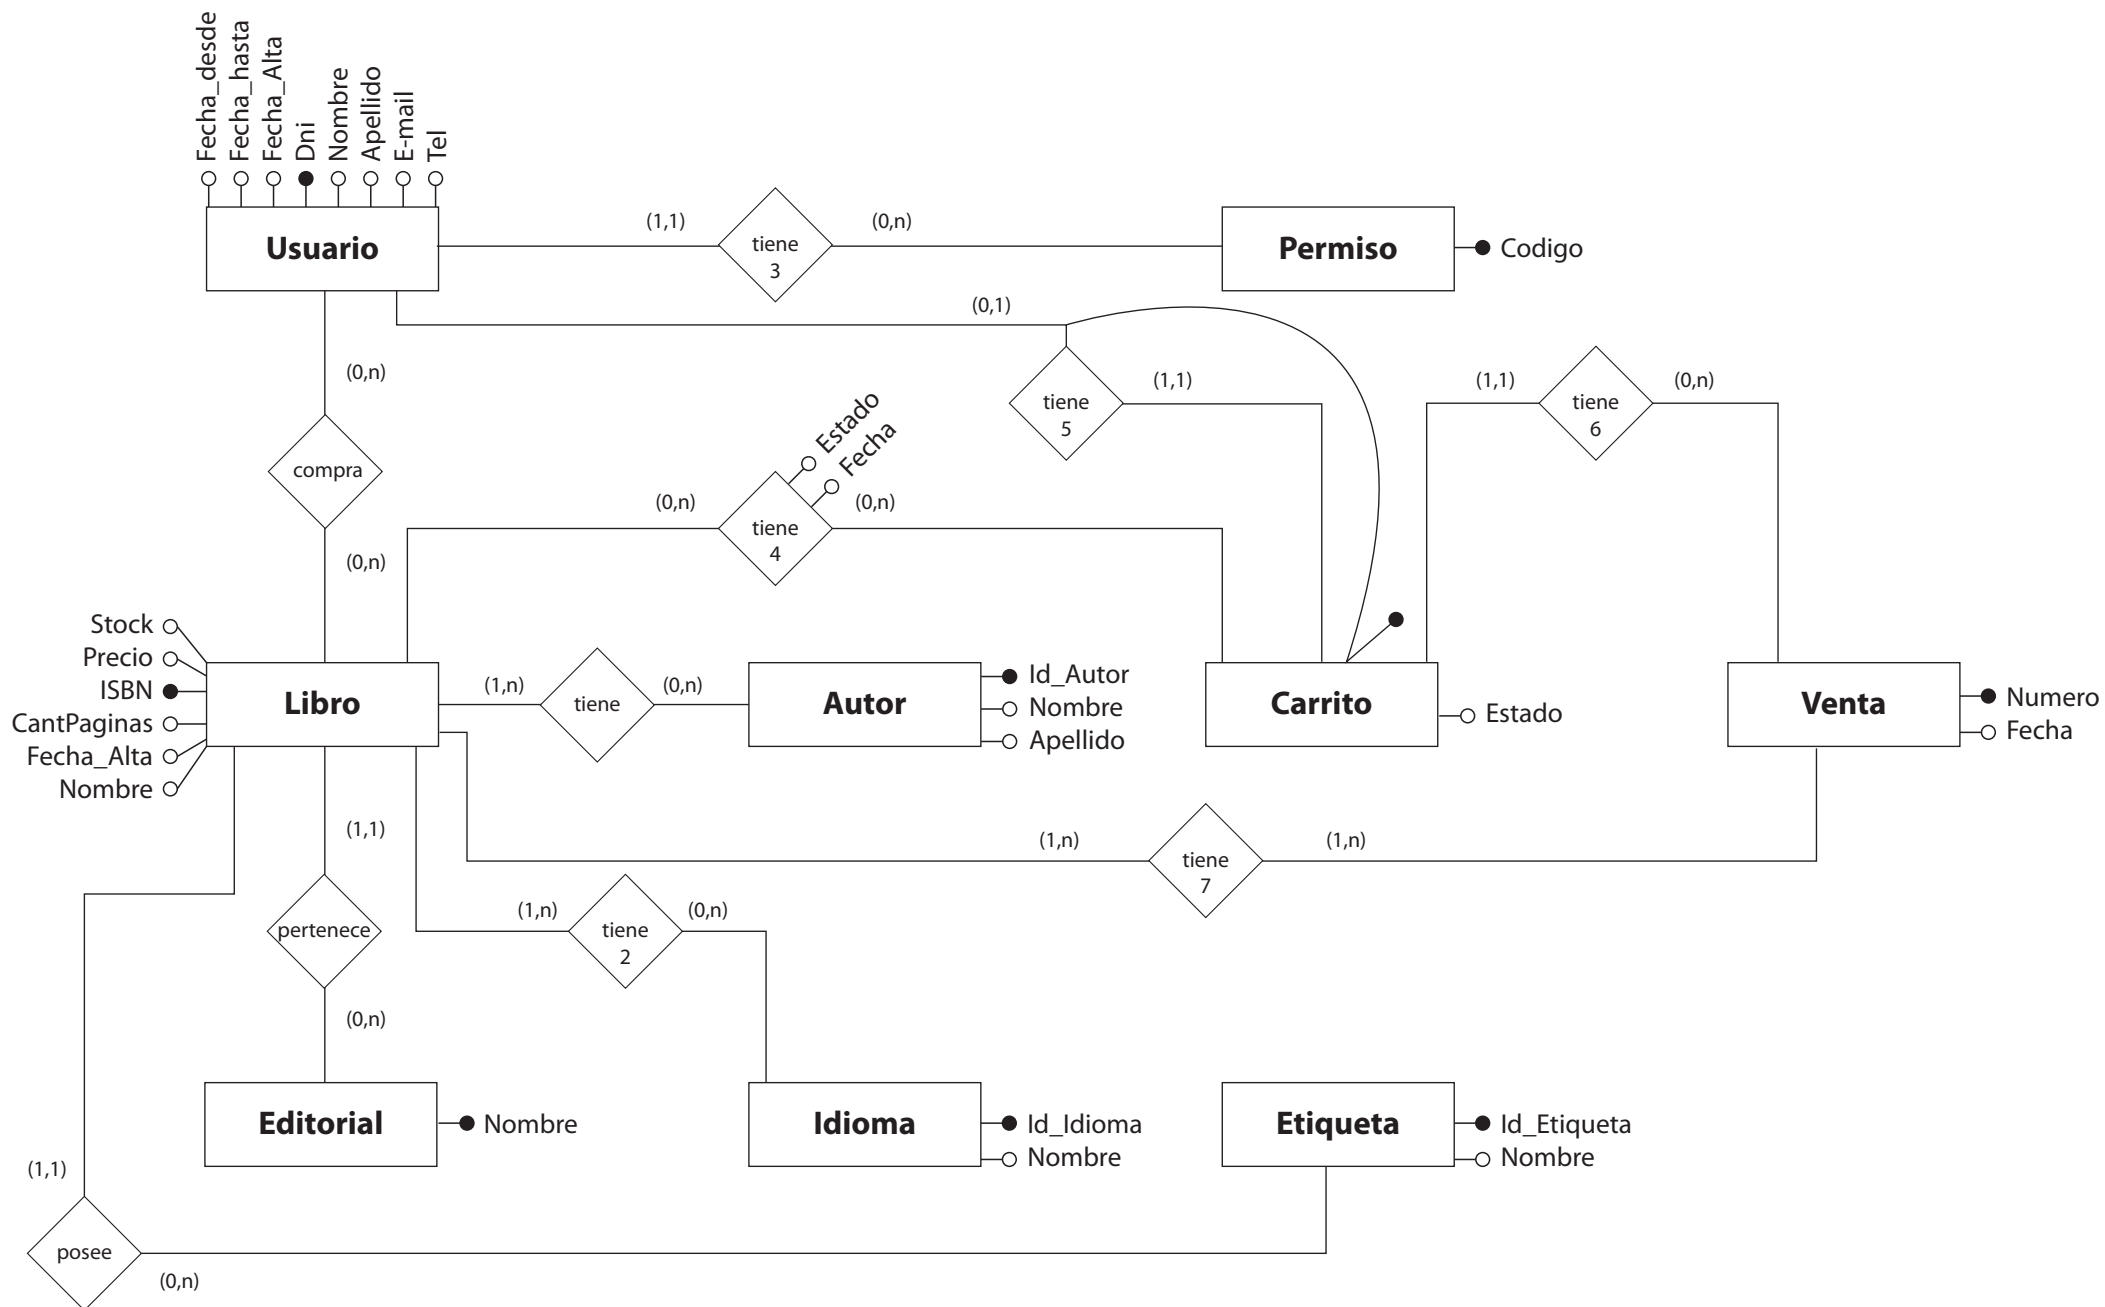 Fecha_desde
Fecha_hasta
Fecha_Alta
Dni
Nombre
Apellido
E-mail
Tel
Usuario
(1,1)
tiene
3
(0,n)
Permiso
Codigo
(0,1)
(0,n)
compra
(0,n)
Estado
Fecha
(0,n)
tiene
4
(0,n)
tiene
5
(1,1)
(1,1)
tiene
6
(0,n)
Stock
Precio
ISBN
CantPaginas
Fecha_Alta
Nombre
Libro
(1,n)
tiene
(0,n)
Autor
Id_Autor
Nombre
Apellido
Carrito
Estado
Venta
Numero
Fecha
(1,1)
pertenece
(0,n)
(1,n)
tiene
2
(0,n)
(1,n)
tiene
7
(1,n)
Editorial
Nombre
Idioma
Id_Idioma
Nombre
Etiqueta
Id_Etiqueta
Nombre
(1,1)
posee
(0,n)